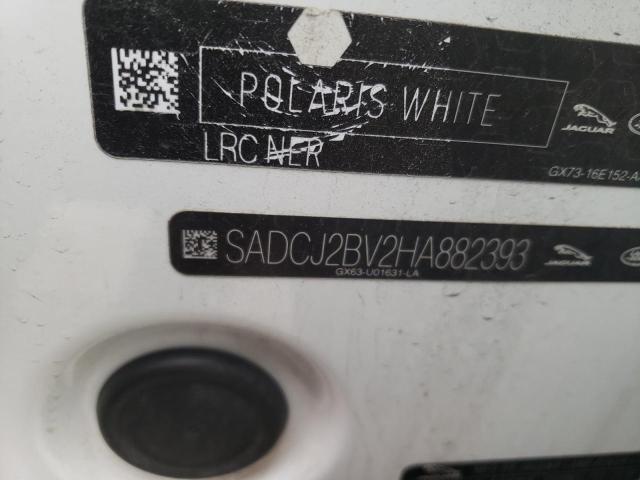 POLARIS WHITE
LRC NER
JAGUAR
GX73-16E152-A
SADCJ2BV2HA882393
GX63-U01631-LA
JAGUAR